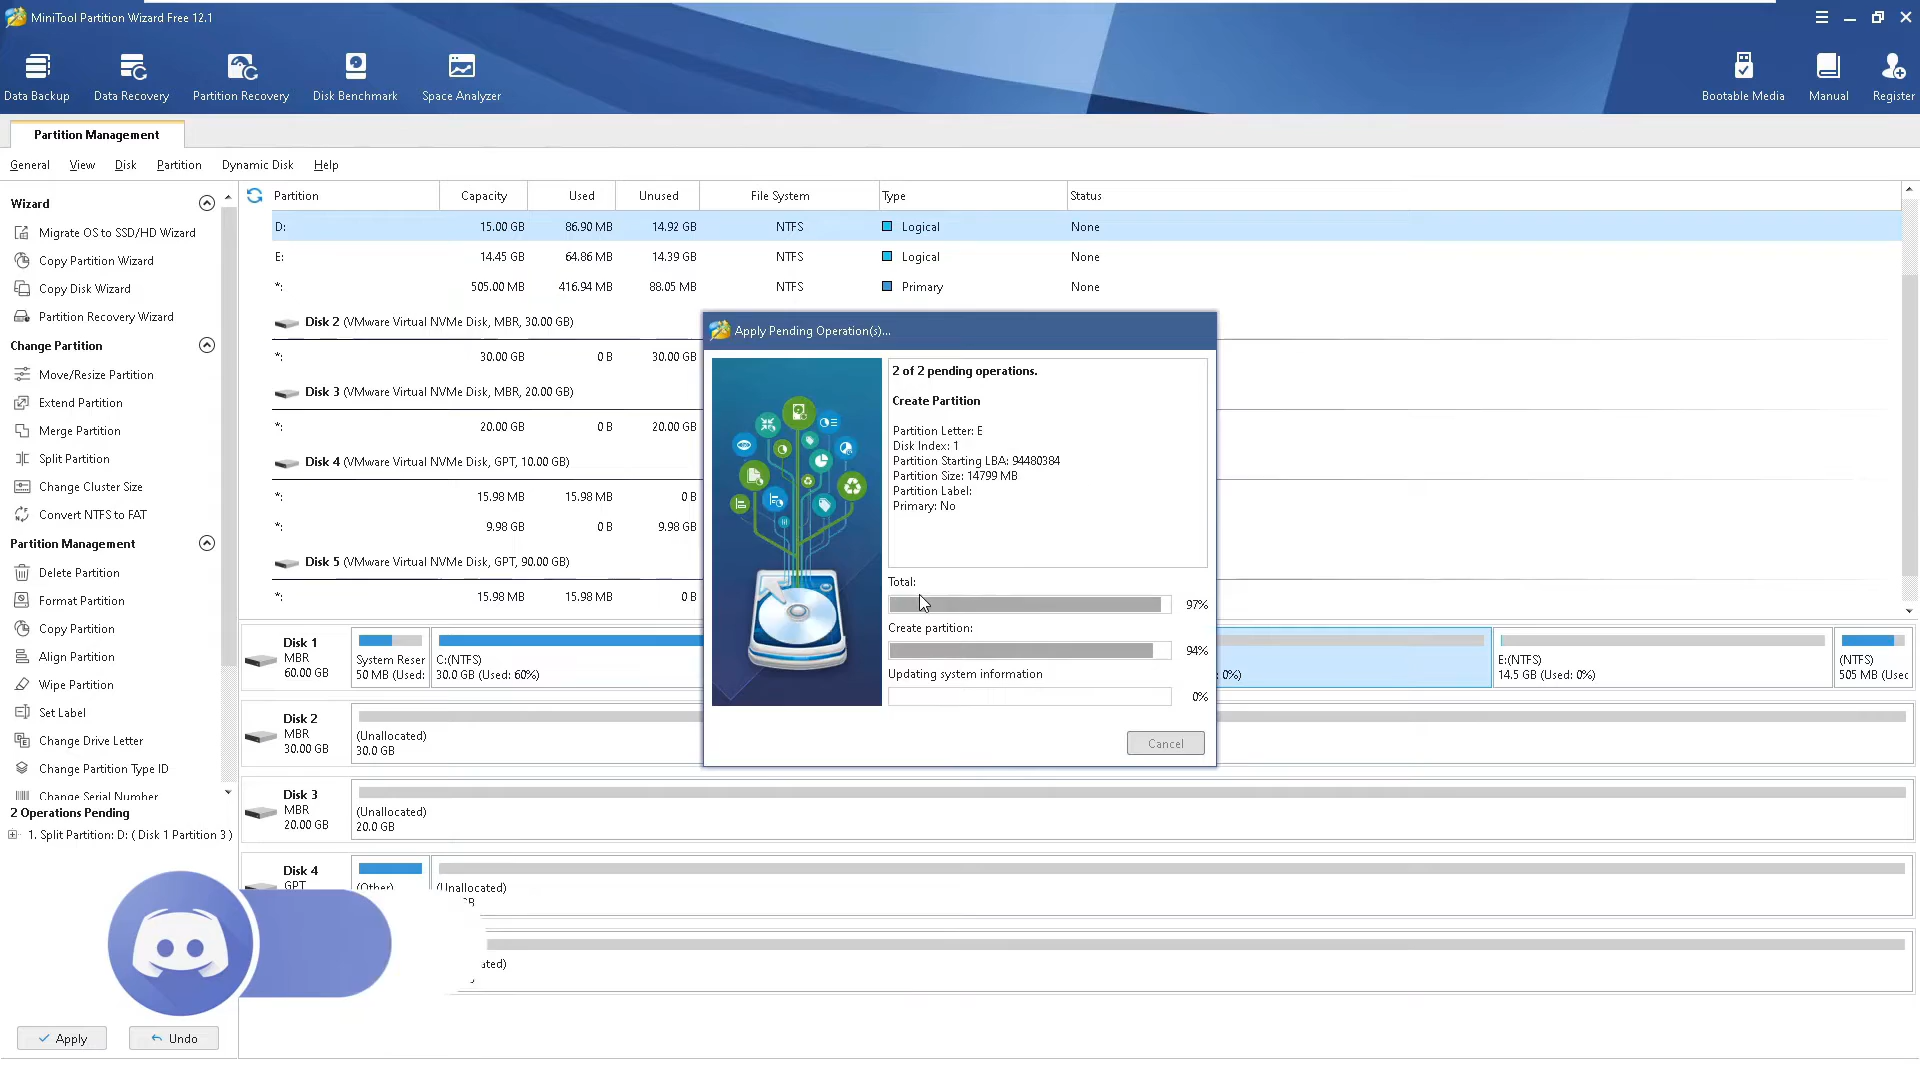 MiniTool Partition Wizard Free 12.1
Data Backup
Data Recovery
Partition Recovery
Disk Benchmark
Space Analyzer
Bootable Media
Manual
Register
Partition Management
General View Disk Partition Dynamic Disk Help
Wizard
Migrate OS to SSD/HD Wizard
Copy Partition Wizard
Copy Disk Wizard
Partition Recovery Wizard
Change Partition
Move/Resize Partition
Extend Partition
Merge Partition
Split Partition
Change Cluster Size
Convert NTFS to FAT
Partition Management
Delete Partition
Format Partition
Copy Partition
Align Partition
Wipe Partition
Set Label
Change Drive Letter
Change Partition Type ID
Change Serial Number
2 Operations Pending
1. Split Partition: D: ( Disk 1 Partition 3 )
Apply
Undo
Partition Capacity Used Unused File System Type Status
D: 15.00 GB 86.90 MB 14.92 GB NTFS Logical None
E: 14.45 GB 64.86 MB 14.39 GB NTFS Logical None
*: 505.00 MB 416.94 MB 88.05 MB NTFS Primary None
Disk 2 (VMware Virtual NVMe Disk, MBR, 30.00 GB)
*: 30.00 GB 0 B 30.00 GB
Disk 3 (VMware Virtual NVMe Disk, MBR, 20.00 GB)
*: 20.00 GB 0 B 20.00 GB
Disk 4 (VMware Virtual NVMe Disk, GPT, 10.00 GB)
*: 15.98 MB 15.98 MB 0 B
*: 9.98 GB 0 B 9.98 GB
Disk 5 (VMware Virtual NVMe Disk, GPT, 90.00 GB)
*: 15.98 MB 15.98 MB 0 B
Apply Pending Operation(s)...
2 of 2 pending operations.
Create Partition
Partition Letter: E
Disk Index: 1
Partition Starting LBA: 94480384
Partition Size: 14799 MB
Partition Label:
Primary: No
Total:
97%
Create partition:
94%
Updating system information
0%
Cancel
Disk 1
MBR
60.00 GB
System Reser
50 MB (Used:
C:(NTFS)
30.0 GB (Used: 60%)
: 0%)
E:(NTFS)
14.5 GB (Used: 0%)
(NTFS)
505 MB (Usec
Disk 2
MBR
30.00 GB
(Unallocated)
30.0 GB
Disk 3
MBR
20.00 GB
(Unallocated)
20.0 GB
Disk 4
GPT
(Other)
(Unallocated)
GB
ated)